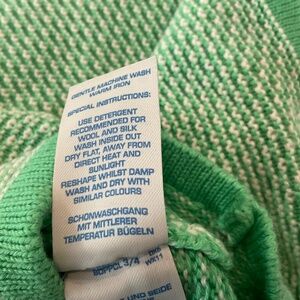 GENTLE MACHINE WASH
WARM IRON
SPECIAL INSTRUCTIONS:
USE DETERGENT
RECOMMENDED FOR
WOOL AND SILK
WASH INSIDE OUT
DRY FLAT, AWAY FROM
DIRECT HEAT AND
SUNLIGHT
RESHAPE WHILST DAMP
WASH AND DRY WITH
SIMILAR COLOURS
SCHONWASCHGANG
MIT MITTLERER
TEMPERATUR BÜGELN
UND SEIDE